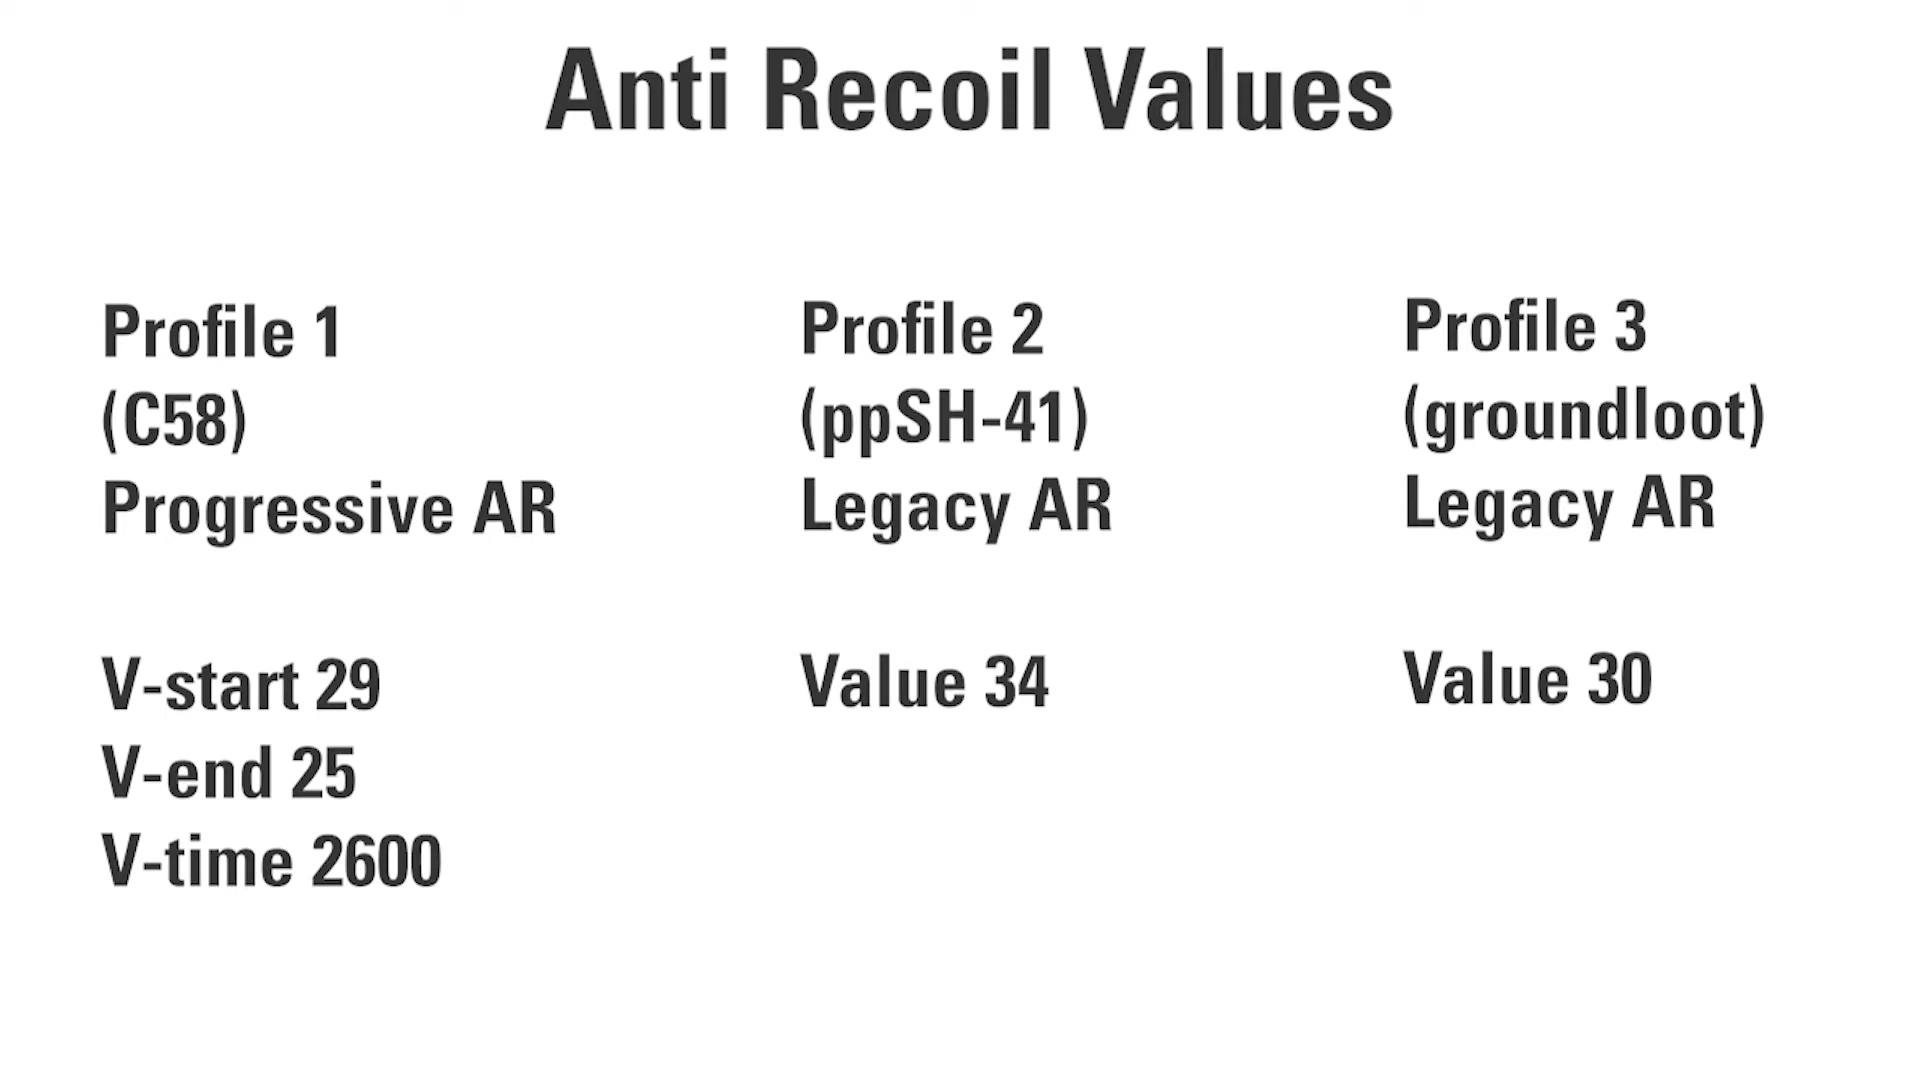 Anti Recoil Values
Profile 1
(C58)
Progressive AR
V-start 29
V-end 25
V-time 2600
Profile 2
(ppSH-41)
Legacy AR
Value 34
Profile 3
(groundloot)
Legacy AR
Value 30